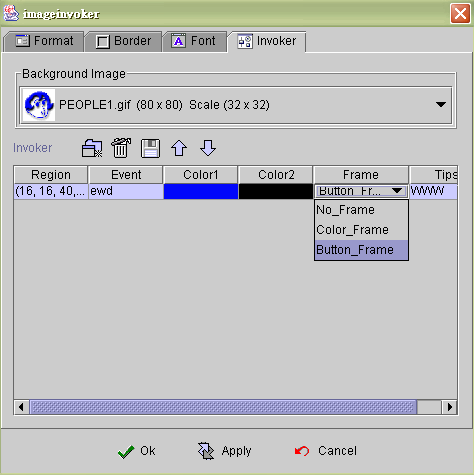 imageinvoker
Format Border Font Invoker
Background Image
PEOPLE1.gif (80 x 80) Scale (32 x 32)
Invoker
Region Event Color1 Color2 Frame Tips
(16, 16, 40,... ewd Button_Fr... WWW
No_Frame
Color_Frame
Button_Frame
Ok Apply Cancel